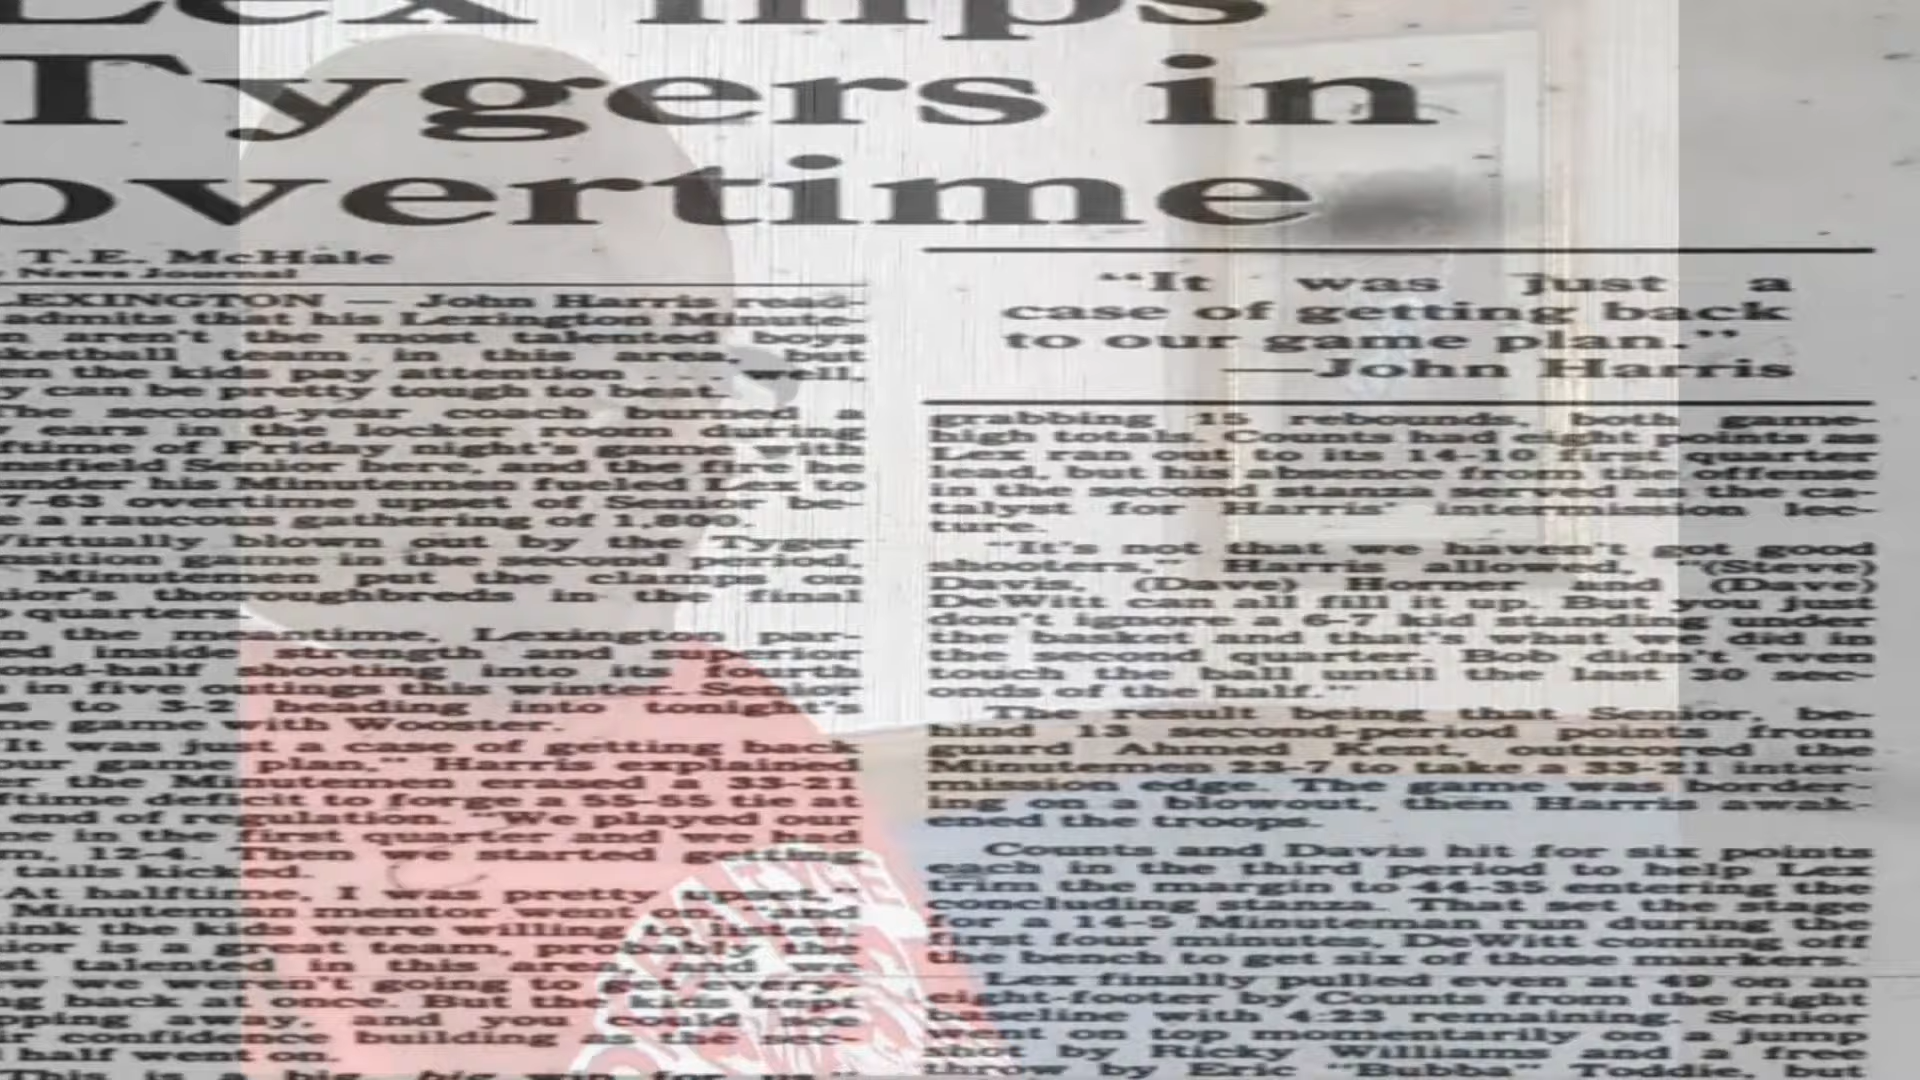 Lex nips
Tygers in
overtime
T.E. McHale
News Journal
LEXINGTON — John Harris read-
admits that his Lexington Minute-
aren't the most talented boys
team in this area, but
the kids pay attention . . . well,
y can be pretty tough to beat.
The second-year coach burned a
ears in the locker room during
of Friday night's game with
Senior here, and the fire he
under his Minutemen fueled Lex to
7-63 overtime upset of Senior be-
a raucous gathering of 1,800.
Virtually blown out by the Tyger
game in the second period,
Minutemen put the clamps on
thoroughbreds in the final
quarters.
the meantime, Lexington par-
inside strength and superior
shooting into its fourth
in five outings this winter. Senior
to 3-2 heading into tonight's
game with Wooster.
"It was just a case of getting back
our game plan," Harris explained
the Minutemen erased a 33-21
deficit to forge a 55-55 tie at
end of regulation. "We played our
in the first quarter and we had
12-4. Then we started getting
tails kicked.
"At halftime, I was pretty upset,"
Minuteman mentor went on, "and
the kids were willing to listen.
is a great team, probably the
talented in this area, and we
we weren't going to get every-
back at once. But the kids kept
away, and you could see
confidence building as the sec-
half went on.
"This is a big, big win for us."
"It was just a
case of getting back
to our game plan."
—John Harris
grabbing 15 rebounds, both game-
high totals. Counts had eight points as
Lex ran out to its 14-10 first quarter
lead, but his absence from the offense
in the second stanza served as the ca-
talyst for Harris' intermission lec-
ture.
"It's not that we haven't got good
shooters," Harris allowed, "(Steve)
Davis, (Dave) Horner and (Dave)
DeWitt can all fill it up. But you just
don't ignore a 6-7 kid standing under
the basket and that's what we did in
the second quarter. Bob didn't even
touch the ball until the last 30 sec-
onds of the half."
The result being that Senior, be-
hind 13 second-period points from
guard Ahmed Kent, outscored the
Minutemen 23-7 to take a 33-21 inter-
mission edge. The game was border-
ing on a blowout, then Harris awak-
ened the troops.
Counts and Davis hit for six points
each in the third period to help Lex
trim the margin to 44-35 entering the
concluding stanza. That set the stage
for a 14-5 Minuteman run during the
first four minutes, DeWitt coming off
the bench to get six of those markers.
Lex finally pulled even at 49 on an
eight-footer by Counts from the right
baseline with 4:23 remaining. Senior
went on top momentarily on a jump
shot by Ricky Williams and a free
throw by Eric "Bubba" Toddie, but